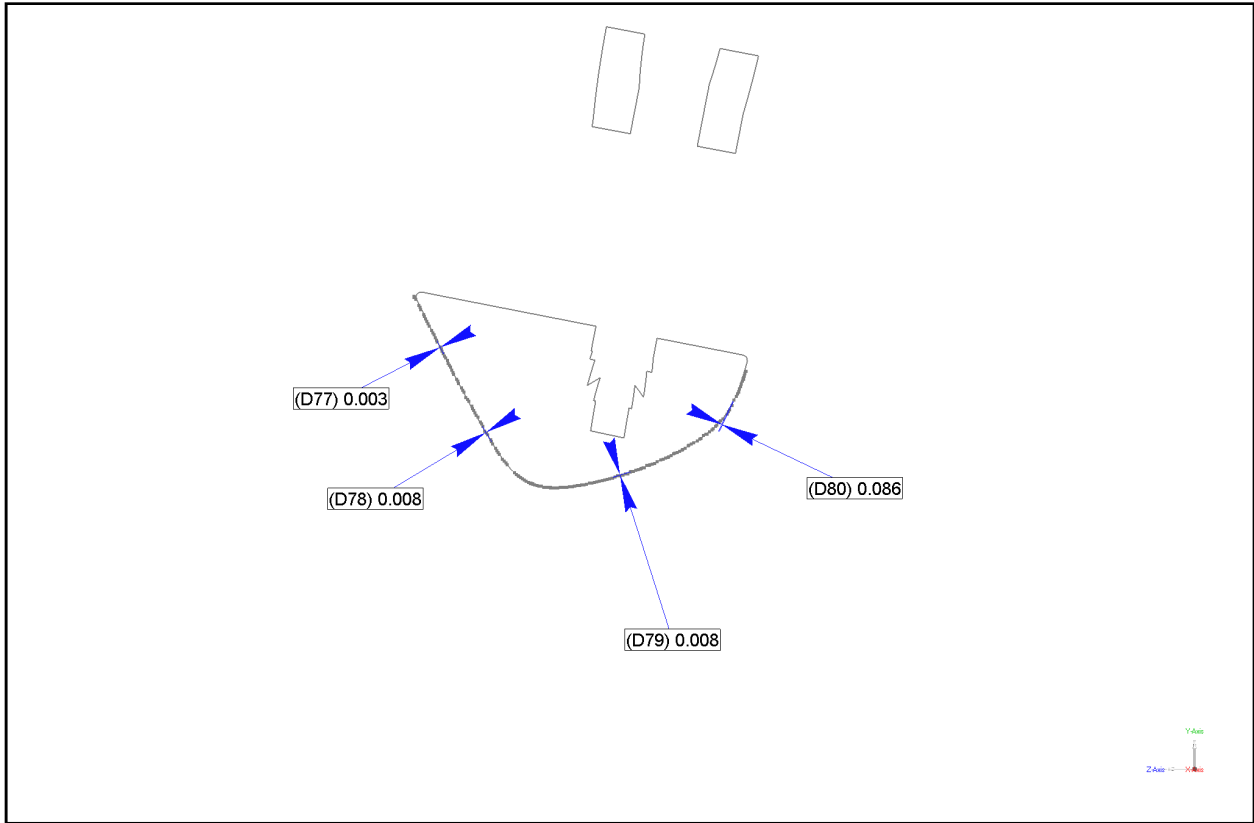 (D77) 0.003
(D78) 0.008
(D80) 0.086
(D79) 0.008
Y-Axis
Z-Axis
X-Axis